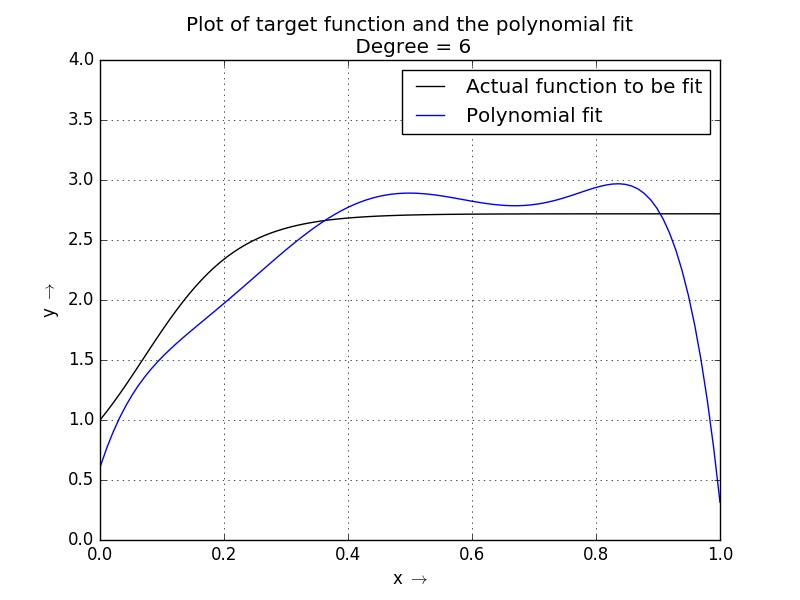 Plot of target function and the polynomial fit
Degree = 6
Actual function to be fit
Polynomial fit
4.0
3.5
3.0
2.5
2.0
1.5
1.0
0.5
0.0
y →
0.0 0.2 0.4 0.6 0.8 1.0
x →